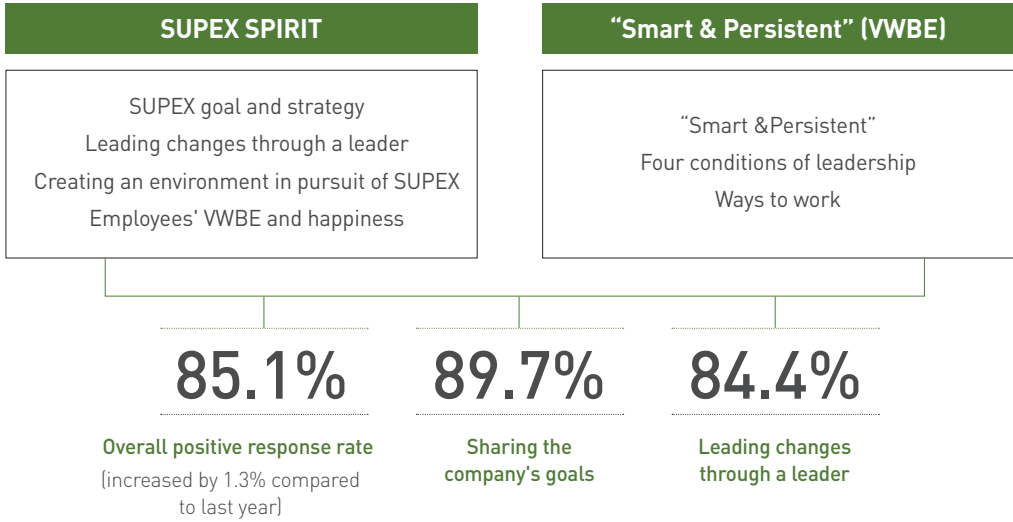 SUPEX SPIRIT
SUPEX goal and strategy
Leading changes through a leader
Creating an environment in pursuit of SUPEX
Employees' VWBE and happiness
“Smart & Persistent” (VWBE)
“Smart &Persistent”
Four conditions of leadership
Ways to work
85.1%
Overall positive response rate
(increased by 1.3% compared
to last year)
89.7%
Sharing the
company's goals
84.4%
Leading changes
through a leader